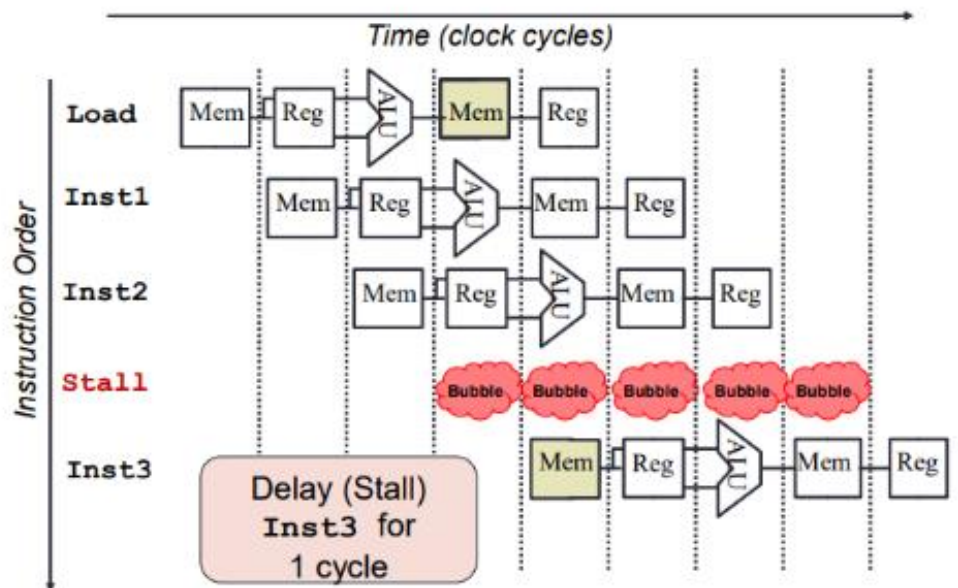 Time (clock cycles)
Instruction Order
Load Mem Reg ALU Mem Reg
Inst1 Mem Reg ALU Mem Reg
Inst2 Mem Reg ALU Mem Reg
Stall Bubble Bubble Bubble Bubble Bubble
Inst3 Mem Reg ALU Mem Reg
Delay (Stall)
Inst3 for
1 cycle